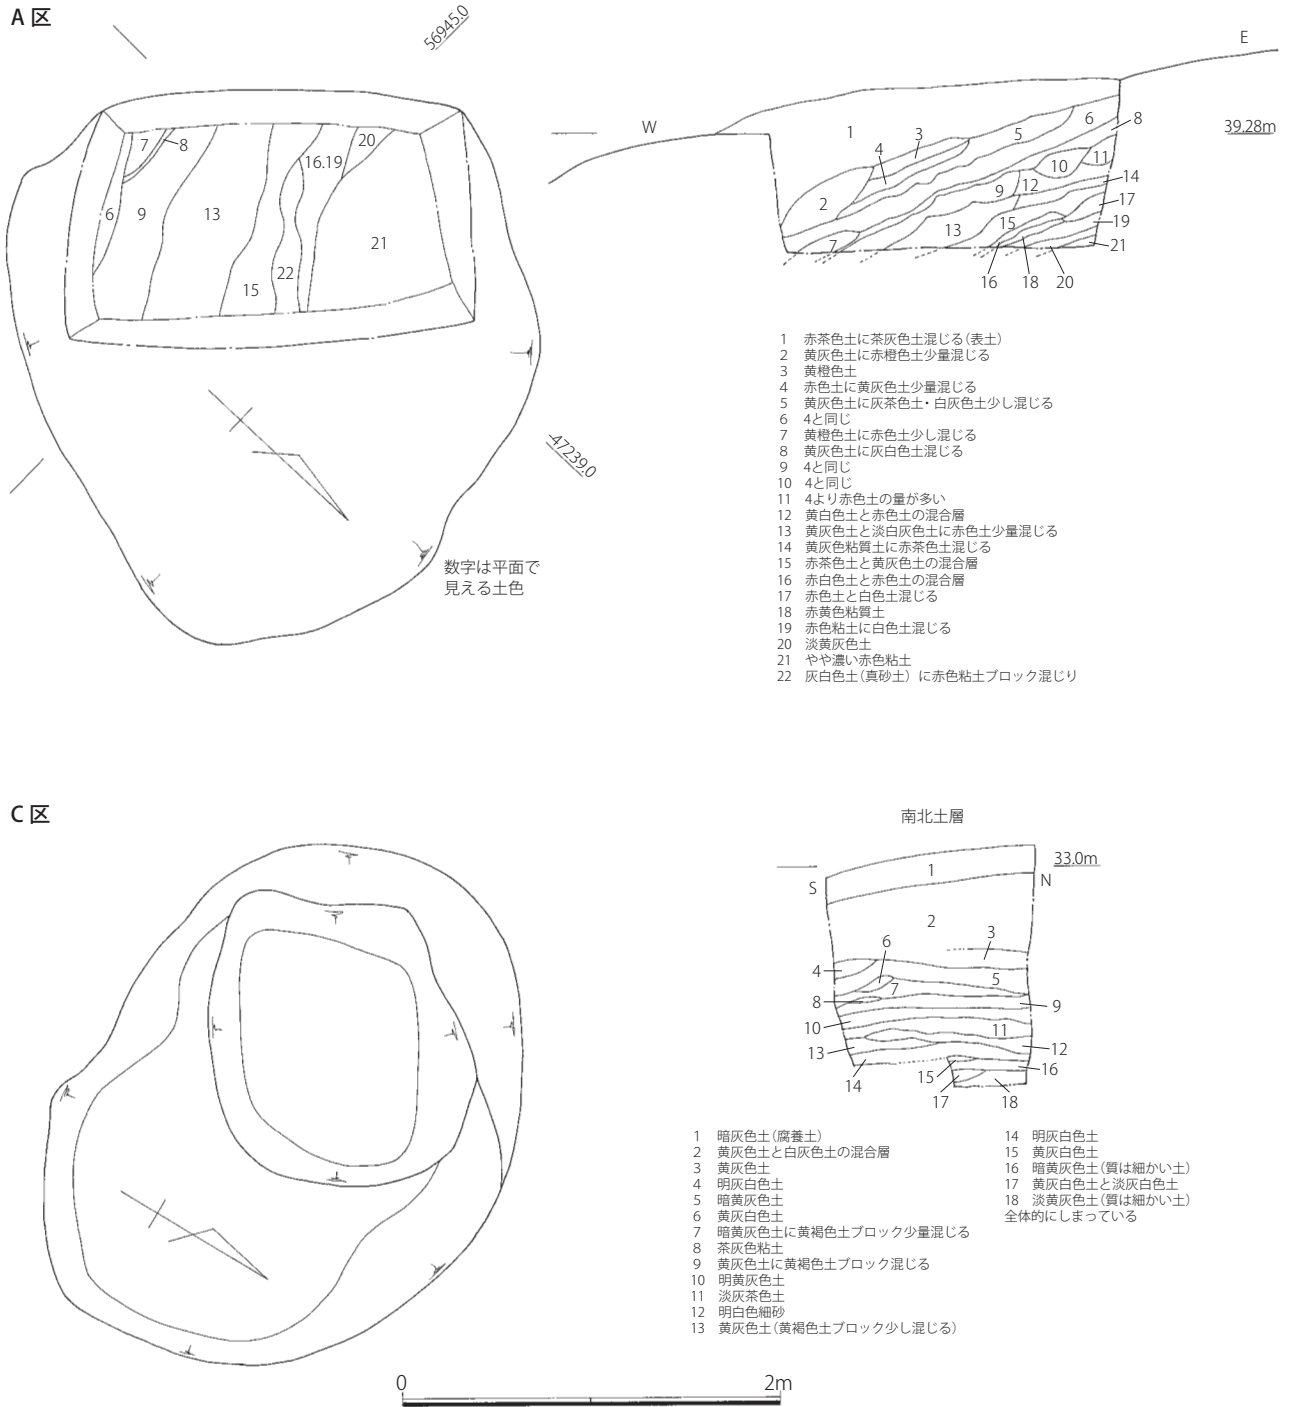 A区
56945.0
W
E
39.28m
1
2
3
4
5
6
7
8
9
10
11
12
13
14
15
16
17
18
19
20
21
6
7
8
9
13
15
22
16.19
20
21
-47239.0
数字は平面で
見える土色
1 赤茶色土に茶灰色土混じる(表土)
2 黄灰色土に赤橙色土少量混じる
3 黄橙色土
4 赤色土に黄灰色土少量混じる
5 黄灰色土に灰茶色土・白灰色土少し混じる
6 4と同じ
7 黄橙色土に赤色土少し混じる
8 黄灰色土に灰白色土混じる
9 4と同じ
10 4と同じ
11 4より赤色土の量が多い
12 黄白色土と赤色土の混合層
13 黄灰色土と淡白灰色土に赤色土少量混じる
14 黄灰色粘質土に赤茶色土混じる
15 赤茶色土と黄灰色土の混合層
16 赤白色土と赤色土の混合層
17 赤色土と白色土混じる
18 赤黄色粘質土
19 赤色粘土に白色土混じる
20 淡黄灰色土
21 やや濃い赤色粘土
22 灰白色土(真砂土)に赤色粘土ブロック混じり
C区
南北土層
33.0m
S
N
1
2
3
4
5
6
7
8
9
10
11
12
13
14
15
16
17
18
1 暗灰色土(腐養土)
2 黄灰色土と白灰色土の混合層
3 黄灰色土
4 明灰白色土
5 暗黄灰色土
6 黄灰白色土
7 暗黄灰色土に黄褐色土ブロック少量混じる
8 茶灰色粘土
9 黄灰色土に黄褐色土ブロック混じる
10 明黄灰色土
11 淡灰茶色土
12 明白色細砂
13 黄灰色土(黄褐色土ブロック少し混じる)
14 明灰白色土
15 黄灰白色土
16 暗黄灰色土(質は細かい土)
17 黄灰白色土と淡灰白色土
18 淡黄灰色土(質は細かい土)
全体的にしまっている
0
2m